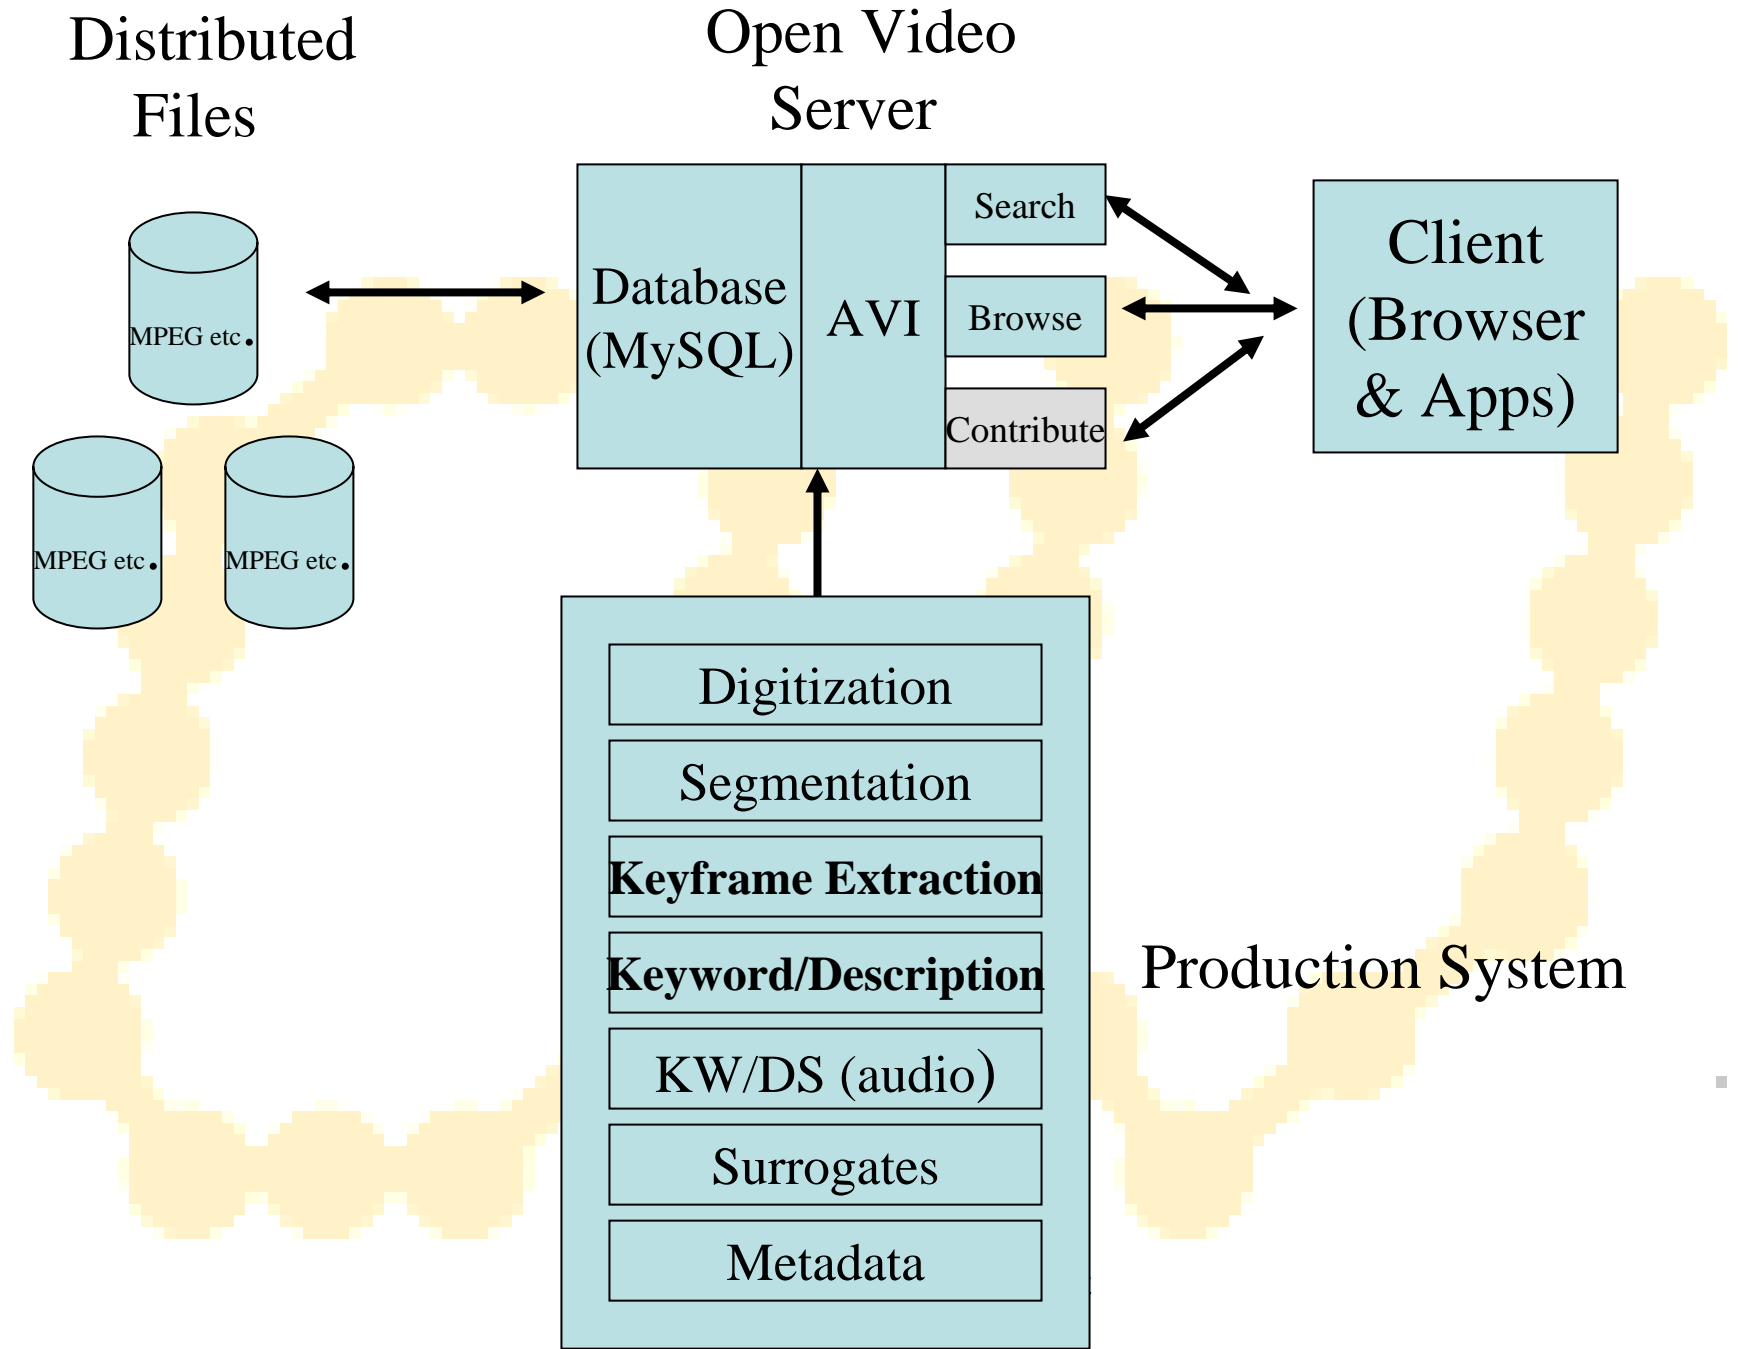 Distributed
Files
Open Video
Server
MPEG etc.
MPEG etc.
MPEG etc.
Database
(MySQL)
AVI
Search
Browse
Contribute
Client
(Browser
& Apps)
Digitization
Segmentation
Keyframe Extraction
Keyword/Description
KW/DS (audio)
Surrogates
Metadata
Production System